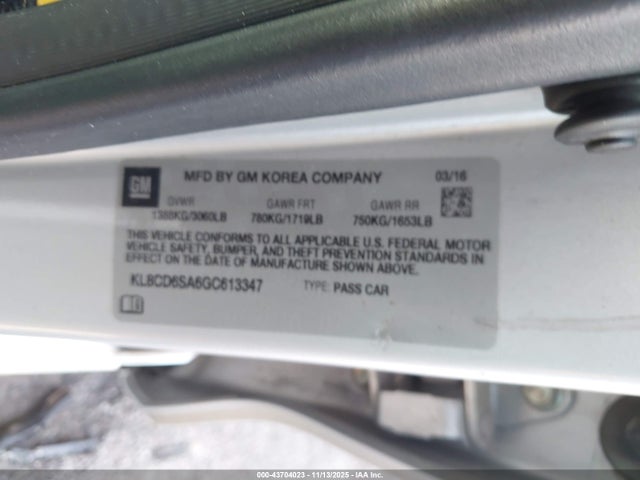 GM
MFD BY GM KOREA COMPANY 03/16
GVWR GAWR FRT GAWR RR
1388KG/3060LB 780KG/1719LB 750KG/1653LB
THIS VEHICLE CONFORMS TO ALL APPLICABLE U.S. FEDERAL MOTOR
VEHICLE SAFETY, BUMPER, AND THEFT PREVENTION STANDARDS IN
EFFECT ON THE DATE OF MANUFACTURE SHOWN ABOVE.
KL8CD6SA6GC613347 TYPE: PASS CAR
000-43704023 - 11/13/2025 - IAA Inc.